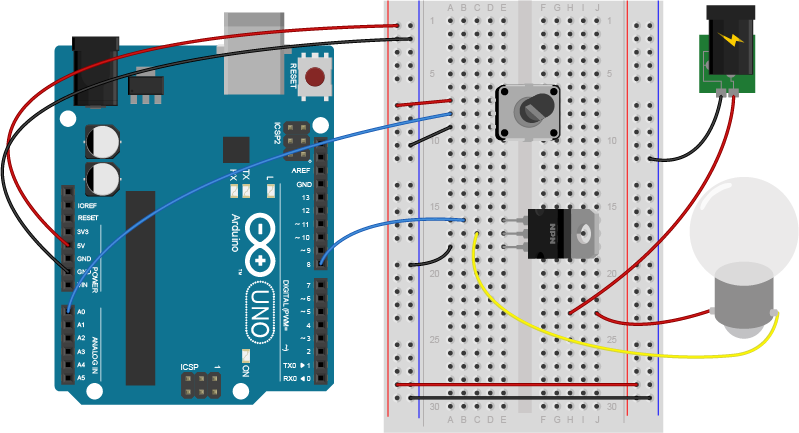 A B C D E F G H I J
1 1
5 5
10 10
15 15
20 20
25 25
30 30
A B C D E F G H I J
RESET
ICSP2
AREF
GND
13
12
~ 11
~ 10
~ 9
8
7
~ 6
~ 5
4
~ 3
2
TX0 ▸ 1
RX0 ◂ 0
DIGITAL (PWM= ~)
RX
TX
L
Arduino
TM
UNO
ON
ICSP
1
IOREF
RESET
3V3
5V
GND
GND
VIN
POWER
A0
A1
A2
A3
A4
A5
ANALOG IN
NPN